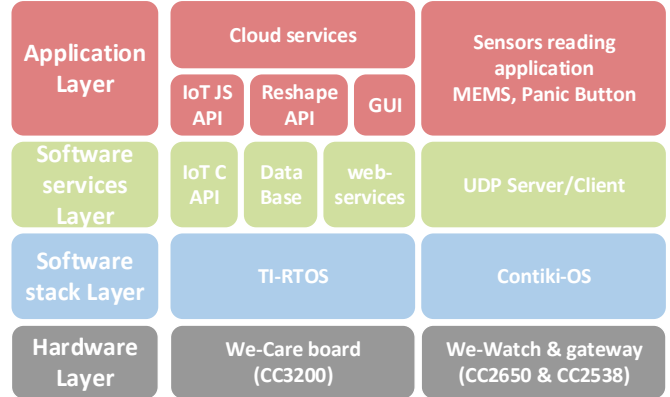 Application
Layer
Cloud services
IoT JS
API
Reshape
API
GUI
Sensors reading
application
MEMS, Panic Button
Software
services
Layer
IoT C
API
Data
Base
web-
services
UDP Server/Client
Software
stack Layer
TI-RTOS
Contiki-OS
Hardware
Layer
We-Care board
(CC3200)
We-Watch & gateway
(CC2650 & CC2538)